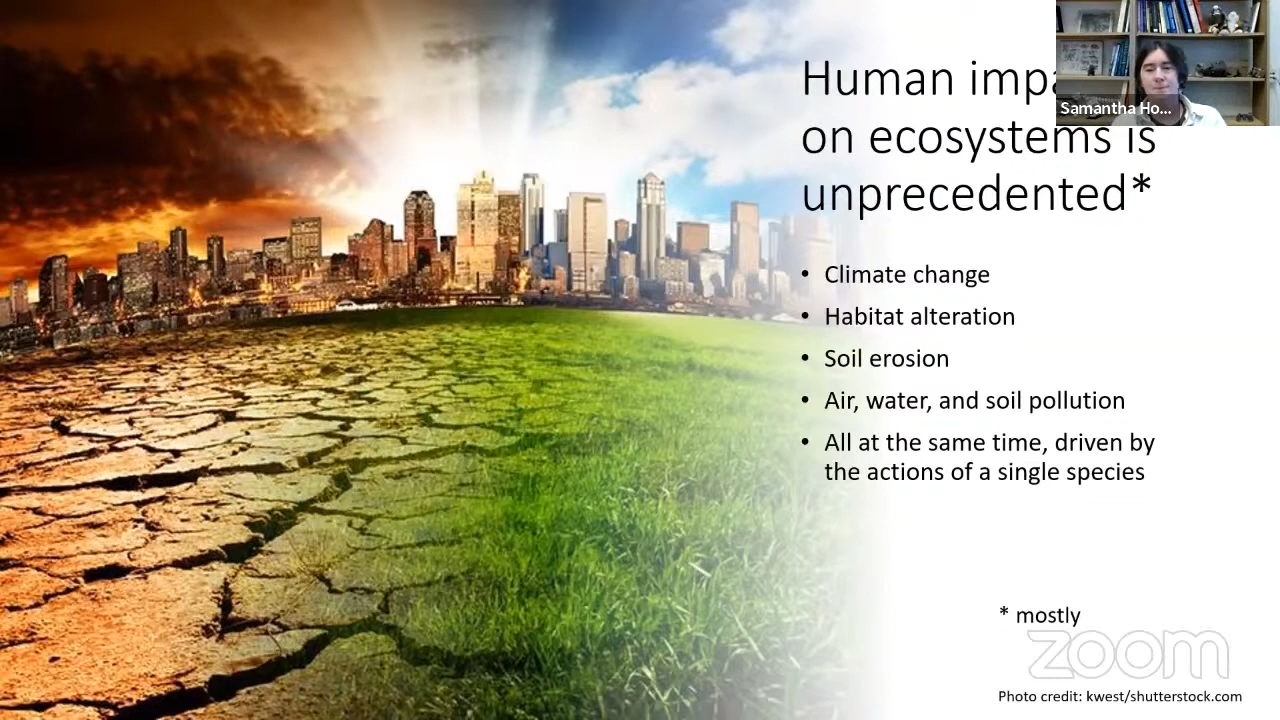 Human impa
on ecosystems is
unprecedented*
Samantha Ho...
• Climate change
• Habitat alteration
• Soil erosion
• Air, water, and soil pollution
• All at the same time, driven by
the actions of a single species
* mostly
zoom
Photo credit: kwest/shutterstock.com